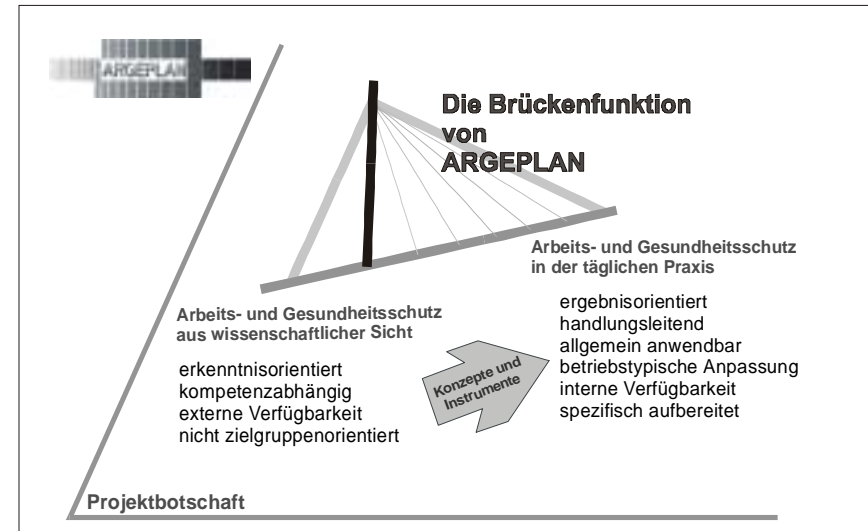 ARGEPLAN
Die Brückenfunktion
von
ARGEPLAN
Arbeits- und Gesundheitsschutz
in der täglichen Praxis
ergebnisorientiert
handlungsleitend
allgemein anwendbar
betriebstypische Anpassung
interne Verfügbarkeit
spezifisch aufbereitet
Arbeits- und Gesundheitsschutz
aus wissenschaftlicher Sicht
erkenntnisorientiert
kompetenzabhängig
externe Verfügbarkeit
nicht zielgruppenorientiert
Konzepte und
Instrumente
Projektbotschaft